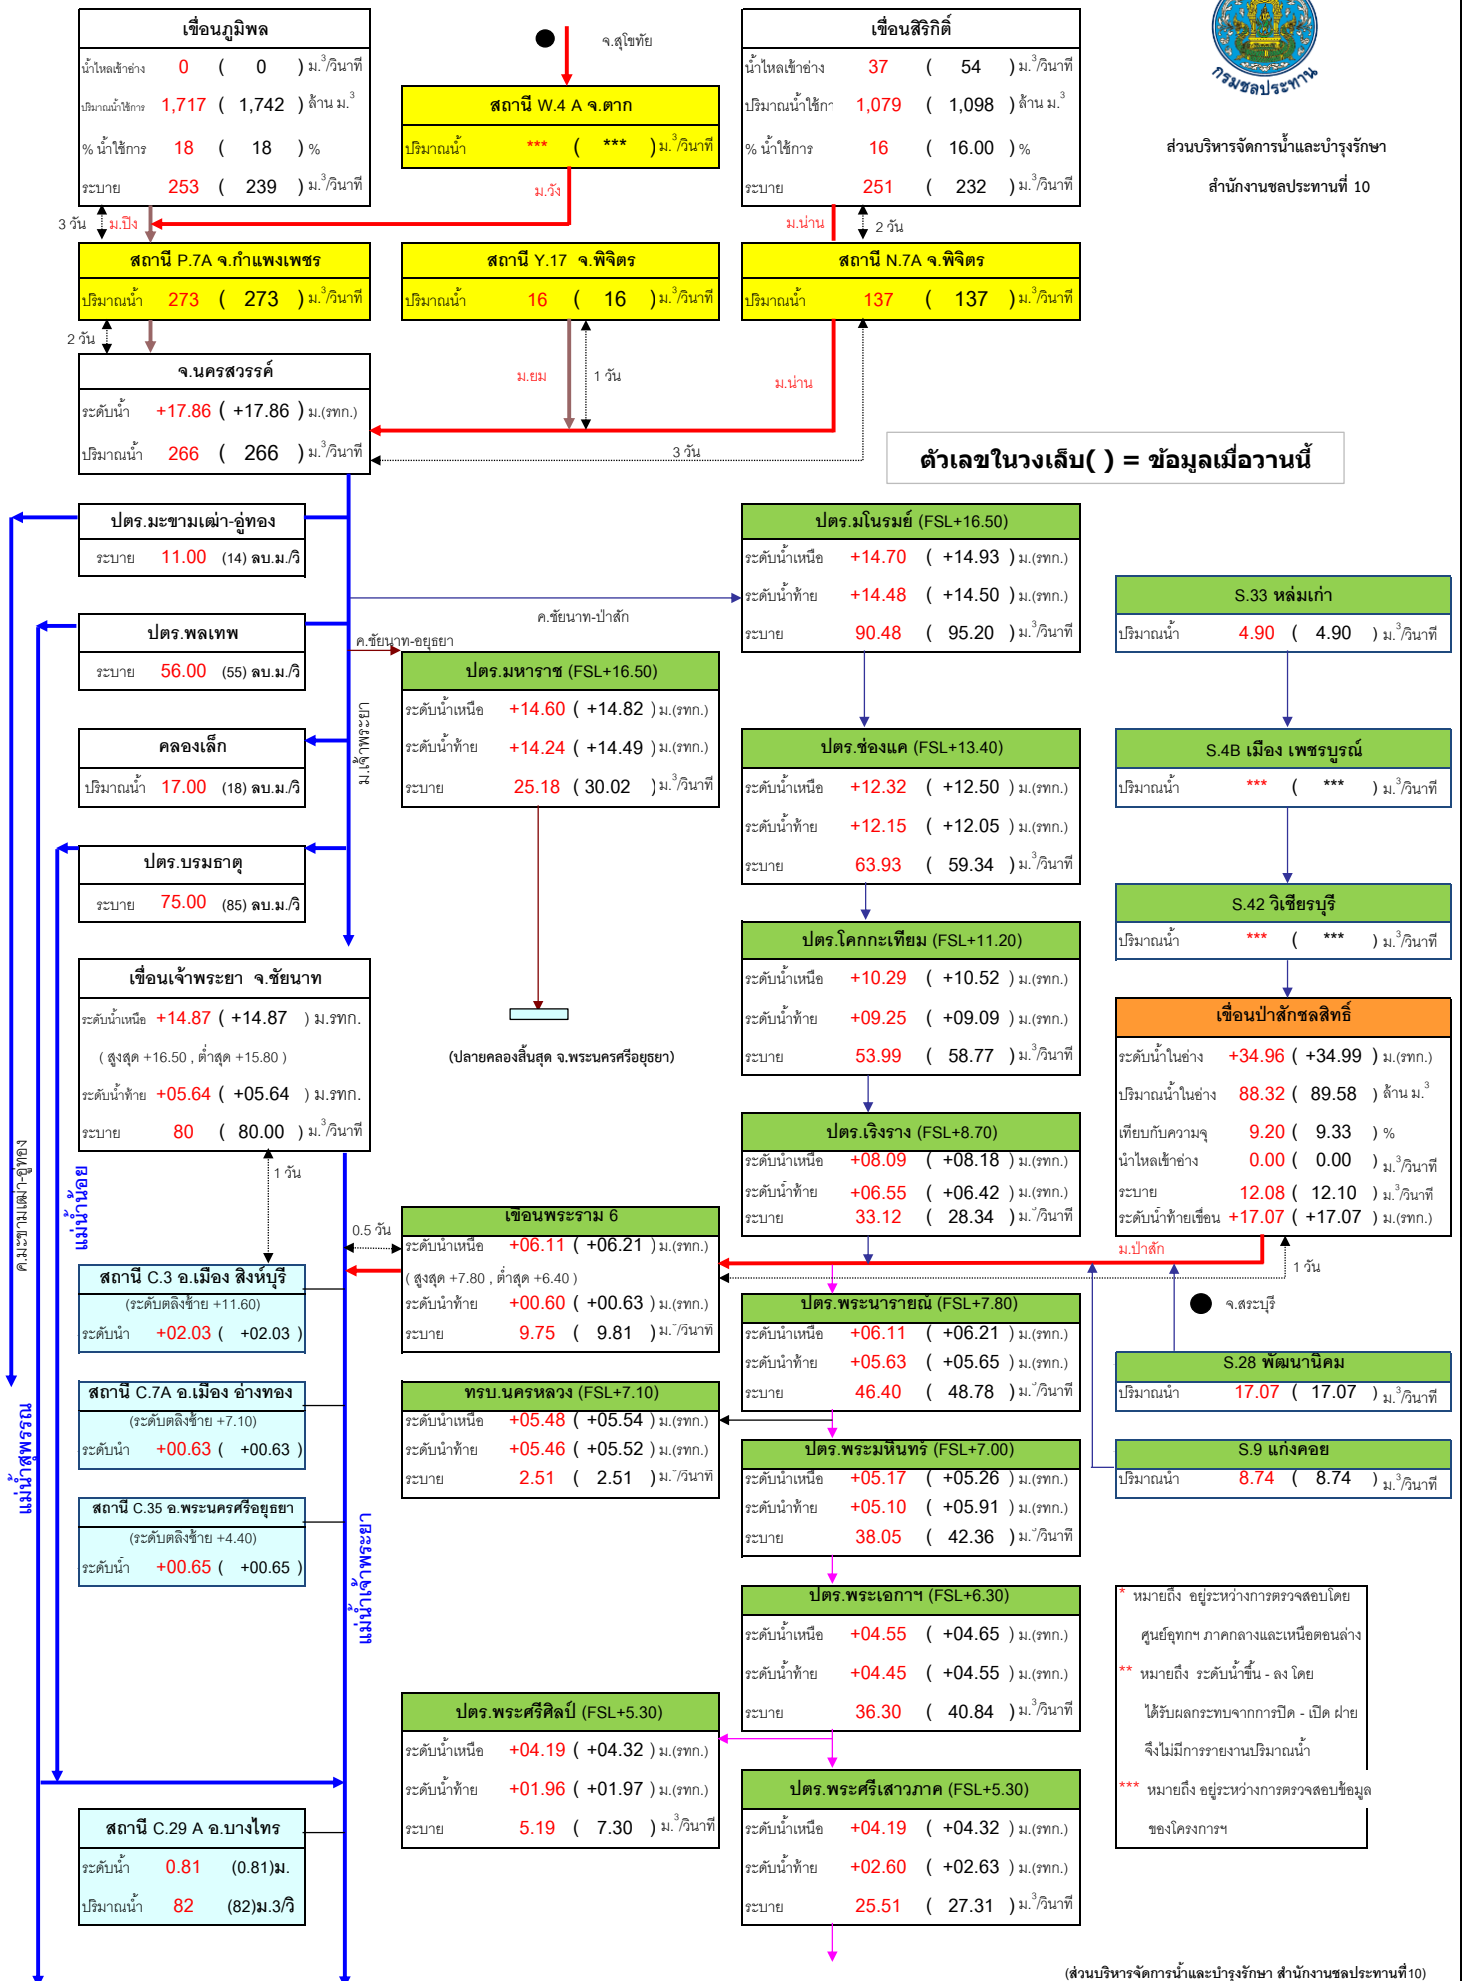 เขื่อนภูมิพล
น้ำไหลเข้าอ่าง 0 ( 0 ) ม.³/วินาที
ปริมาณน้ำใช้การ 1,717 ( 1,742 ) ล้าน ม.³
% น้ำใช้การ 18 ( 18 ) %
ระบาย 253 ( 239 ) ม.³/วินาที
จ.สุโขทัย
สถานี W.4 A จ.ตาก
ปริมาณน้ำ *** ( *** ) ม.³/วินาที
เขื่อนสิริกิติ์
น้ำไหลเข้าอ่าง 37 ( 54 ) ม.³/วินาที
ปริมาณน้ำใช้กา 1,079 ( 1,098 ) ล้าน ม.³
% น้ำใช้การ 16 ( 16.00 ) %
ระบาย 251 ( 232 ) ม.³/วินาที
กรมชลประทาน
ส่วนบริหารจัดการน้ำและบำรุงรักษา
สำนักงานชลประทานที่ 10
3 วัน ม.ปิง
ม.วัง
ม.น่าน 2 วัน
สถานี P.7A จ.กำแพงเพชร
ปริมาณน้ำ 273 ( 273 ) ม.³/วินาที
สถานี Y.17 จ.พิจิตร
ปริมาณน้ำ 16 ( 16 ) ม.³/วินาที
สถานี N.7A จ.พิจิตร
ปริมาณน้ำ 137 ( 137 ) ม.³/วินาที
2 วัน
จ.นครสวรรค์
ระดับน้ำ +17.86 ( +17.86 ) ม.(รทก.)
ปริมาณน้ำ 266 ( 266 ) ม.³/วินาที
ม.ยม 1 วัน
ม.น่าน
3 วัน
ตัวเลขในวงเล็บ( ) = ข้อมูลเมื่อวานนี้
ปตร.มะขามเฒ่า-อู่ทอง
ระบาย 11.00 (14) ลบ.ม./วิ
ปตร.พลเทพ
ระบาย 56.00 (55) ลบ.ม./วิ
คลองเล็ก
ปริมาณน้ำ 17.00 (18) ลบ.ม./วิ
ปตร.บรมธาตุ
ระบาย 75.00 (85) ลบ.ม./วิ
ค.ชัยนาท-ป่าสัก
ค.ชัยนาท-อยุธยา
ม.เจ้าพระยา
ปตร.มหาราช (FSL+16.50)
ระดับน้ำเหนือ +14.60 ( +14.82 ) ม.(รทก.)
ระดับน้ำท้าย +14.24 ( +14.49 ) ม.(รทก.)
ระบาย 25.18 ( 30.02 ) ม.³/วินาที
(ปลายคลองสิ้นสุด จ.พระนครศรีอยุธยา)
ปตร.มโนรมย์ (FSL+16.50)
ระดับน้ำเหนือ +14.70 ( +14.93 ) ม.(รทก.)
ระดับน้ำท้าย +14.48 ( +14.50 ) ม.(รทก.)
ระบาย 90.48 ( 95.20 ) ม.³/วินาที
ปตร.ช่องแค (FSL+13.40)
ระดับน้ำเหนือ +12.32 ( +12.50 ) ม.(รทก.)
ระดับน้ำท้าย +12.15 ( +12.05 ) ม.(รทก.)
ระบาย 63.93 ( 59.34 ) ม.³/วินาที
ปตร.โคกกะเทียม (FSL+11.20)
ระดับน้ำเหนือ +10.29 ( +10.52 ) ม.(รทก.)
ระดับน้ำท้าย +09.25 ( +09.09 ) ม.(รทก.)
ระบาย 53.99 ( 58.77 ) ม.³/วินาที
ปตร.เริงราง (FSL+8.70)
ระดับน้ำเหนือ +08.09 ( +08.18 ) ม.(รทก.)
ระดับน้ำท้าย +06.55 ( +06.42 ) ม.(รทก.)
ระบาย 33.12 ( 28.34 ) ม.³/วินาที
S.33 หล่มเก่า
ปริมาณน้ำ 4.90 ( 4.90 ) ม.³/วินาที
S.4B เมือง เพชรบูรณ์
ปริมาณน้ำ *** ( *** ) ม.³/วินาที
S.42 วิเชียรบุรี
ปริมาณน้ำ *** ( *** ) ม.³/วินาที
เขื่อนป่าสักชลสิทธิ์
ระดับน้ำในอ่าง +34.96 ( +34.99 ) ม.(รทก.)
ปริมาณน้ำในอ่าง 88.32 ( 89.58 ) ล้าน ม.³
เทียบกับความจุ 9.20 ( 9.33 ) %
น้ำไหลเข้าอ่าง 0.00 ( 0.00 ) ม.³/วินาที
ระบาย 12.08 ( 12.10 ) ม.³/วินาที
ระดับน้ำท้ายเขื่อน +17.07 ( +17.07 ) ม.(รทก.)
ม.ป่าสัก
1 วัน
จ.สระบุรี
เขื่อนเจ้าพระยา จ.ชัยนาท
ระดับน้ำเหนือ +14.87 ( +14.87 ) ม.รทก.
( สูงสุด +16.50 , ต่ำสุด +15.80 )
ระดับน้ำท้าย +05.64 ( +05.64 ) ม.รทก.
ระบาย 80 ( 80.00 ) ม.³/วินาที
1 วัน
0.5 วัน
ค.มะขามเฒ่า-อู่ทอง
แม่น้ำน้อย
แม่น้ำสุพรรณ
แม่น้ำเจ้าพระยา
เขื่อนพระราม 6
ระดับน้ำเหนือ +06.11 ( +06.21 ) ม.(รทก.)
( สูงสุด +7.80 , ต่ำสุด +6.40 )
ระดับน้ำท้าย +00.60 ( +00.63 ) ม.(รทก.)
ระบาย 9.75 ( 9.81 ) ม.³/วินาที
สถานี C.3 อ.เมือง สิงห์บุรี
(ระดับตลิ่งซ้าย +11.60)
ระดับน้ำ +02.03 ( +02.03 )
สถานี C.7A อ.เมือง อ่างทอง
(ระดับตลิ่งซ้าย +7.10)
ระดับน้ำ +00.63 ( +00.63 )
สถานี C.35 อ.พระนครศรีอยุธยา
(ระดับตลิ่งซ้าย +4.40)
ระดับน้ำ +00.65 ( +00.65 )
ทรบ.นครหลวง (FSL+7.10)
ระดับน้ำเหนือ +05.48 ( +05.54 ) ม.(รทก.)
ระดับน้ำท้าย +05.46 ( +05.52 ) ม.(รทก.)
ระบาย 2.51 ( 2.51 ) ม.³/วินาที
ปตร.พระนารายณ์ (FSL+7.80)
ระดับน้ำเหนือ +06.11 ( +06.21 ) ม.(รทก.)
ระดับน้ำท้าย +05.63 ( +05.65 ) ม.(รทก.)
ระบาย 46.40 ( 48.78 ) ม.³/วินาที
ปตร.พระมหินทร์ (FSL+7.00)
ระดับน้ำเหนือ +05.17 ( +05.26 ) ม.(รทก.)
ระดับน้ำท้าย +05.10 ( +05.91 ) ม.(รทก.)
ระบาย 38.05 ( 42.36 ) ม.³/วินาที
S.28 พัฒนานิคม
ปริมาณน้ำ 17.07 ( 17.07 ) ม.³/วินาที
S.9 แก่งคอย
ปริมาณน้ำ 8.74 ( 8.74 ) ม.³/วินาที
ปตร.พระเอกาฯ (FSL+6.30)
ระดับน้ำเหนือ +04.55 ( +04.65 ) ม.(รทก.)
ระดับน้ำท้าย +04.45 ( +04.55 ) ม.(รทก.)
ระบาย 36.30 ( 40.84 ) ม.³/วินาที
ปตร.พระศรีศิลป์ (FSL+5.30)
ระดับน้ำเหนือ +04.19 ( +04.32 ) ม.(รทก.)
ระดับน้ำท้าย +01.96 ( +01.97 ) ม.(รทก.)
ระบาย 5.19 ( 7.30 ) ม.³/วินาที
ปตร.พระศรีเสาวภาค (FSL+5.30)
ระดับน้ำเหนือ +04.19 ( +04.32 ) ม.(รทก.)
ระดับน้ำท้าย +02.60 ( +02.63 ) ม.(รทก.)
ระบาย 25.51 ( 27.31 ) ม.³/วินาที
สถานี C.29 A อ.บางไทร
ระดับน้ำ 0.81 (0.81)ม.
ปริมาณน้ำ 82 (82)ม.3/วิ
* หมายถึง อยู่ระหว่างการตรวจสอบโดย
ศูนย์อุทกฯ ภาคกลางและเหนือตอนล่าง
** หมายถึง ระดับน้ำขึ้น - ลง โดย
ได้รับผลกระทบจากการปิด - เปิด ฝาย
จึงไม่มีการรายงานปริมาณน้ำ
*** หมายถึง อยู่ระหว่างการตรวจสอบข้อมูล
ของโครงการฯ
(ส่วนบริหารจัดการน้ำและบำรุงรักษา สำนักงานชลประทานที่10)